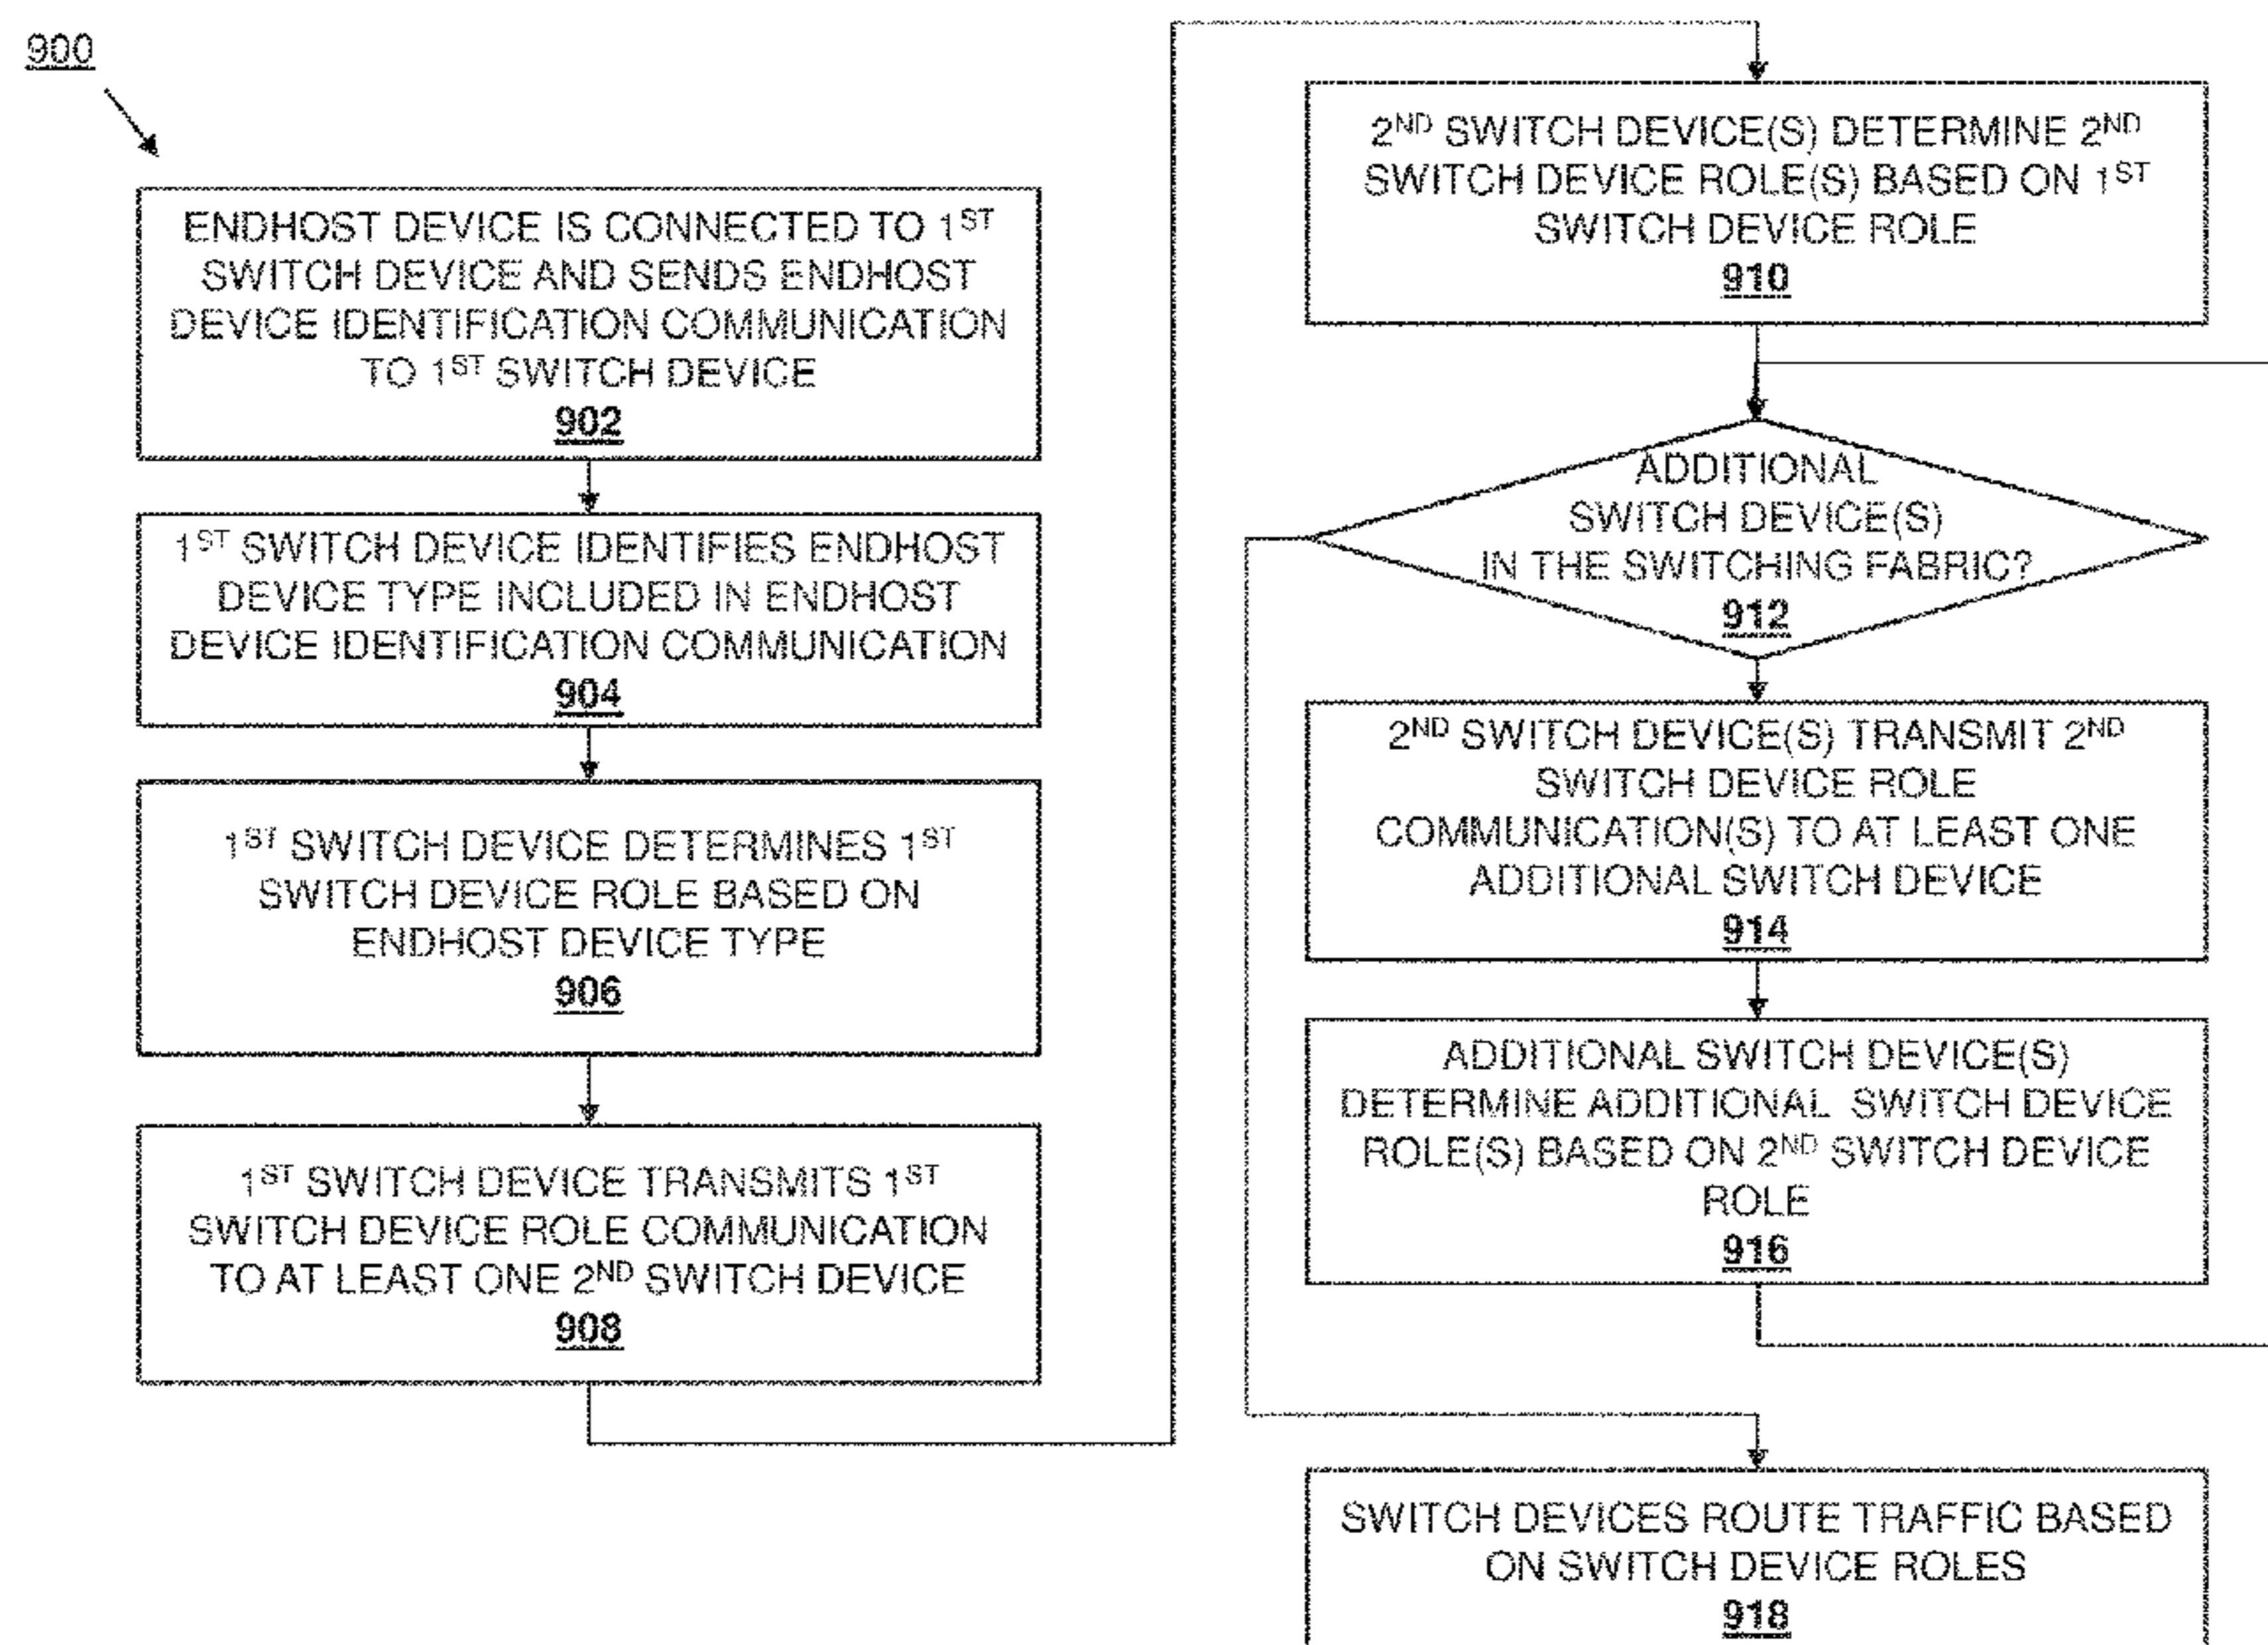 900
ENDHOST DEVICE IS CONNECTED TO 1ST
SWITCH DEVICE AND SENDS ENDHOST
DEVICE IDENTIFICATION COMMUNICATION
TO 1ST SWITCH DEVICE
902
1ST SWITCH DEVICE IDENTIFIES ENDHOST
DEVICE TYPE INCLUDED IN ENDHOST
DEVICE IDENTIFICATION COMMUNICATION
904
1ST SWITCH DEVICE DETERMINES 1ST
SWITCH DEVICE ROLE BASED ON
ENDHOST DEVICE TYPE
906
1ST SWITCH DEVICE TRANSMITS 1ST
SWITCH DEVICE ROLE COMMUNICATION
TO AT LEAST ONE 2ND SWITCH DEVICE
908
2ND SWITCH DEVICE(S) DETERMINE 2ND
SWITCH DEVICE ROLE(S) BASED ON 1ST
SWITCH DEVICE ROLE
910
ADDITIONAL
SWITCH DEVICE(S)
IN THE SWITCHING FABRIC?
912
2ND SWITCH DEVICE(S) TRANSMIT 2ND
SWITCH DEVICE ROLE
COMMUNICATION(S) TO AT LEAST ONE
ADDITIONAL SWITCH DEVICE
914
ADDITIONAL SWITCH DEVICE(S)
DETERMINE ADDITIONAL SWITCH DEVICE
ROLE(S) BASED ON 2ND SWITCH DEVICE
ROLE
916
SWITCH DEVICES ROUTE TRAFFIC BASED
ON SWITCH DEVICE ROLES
918